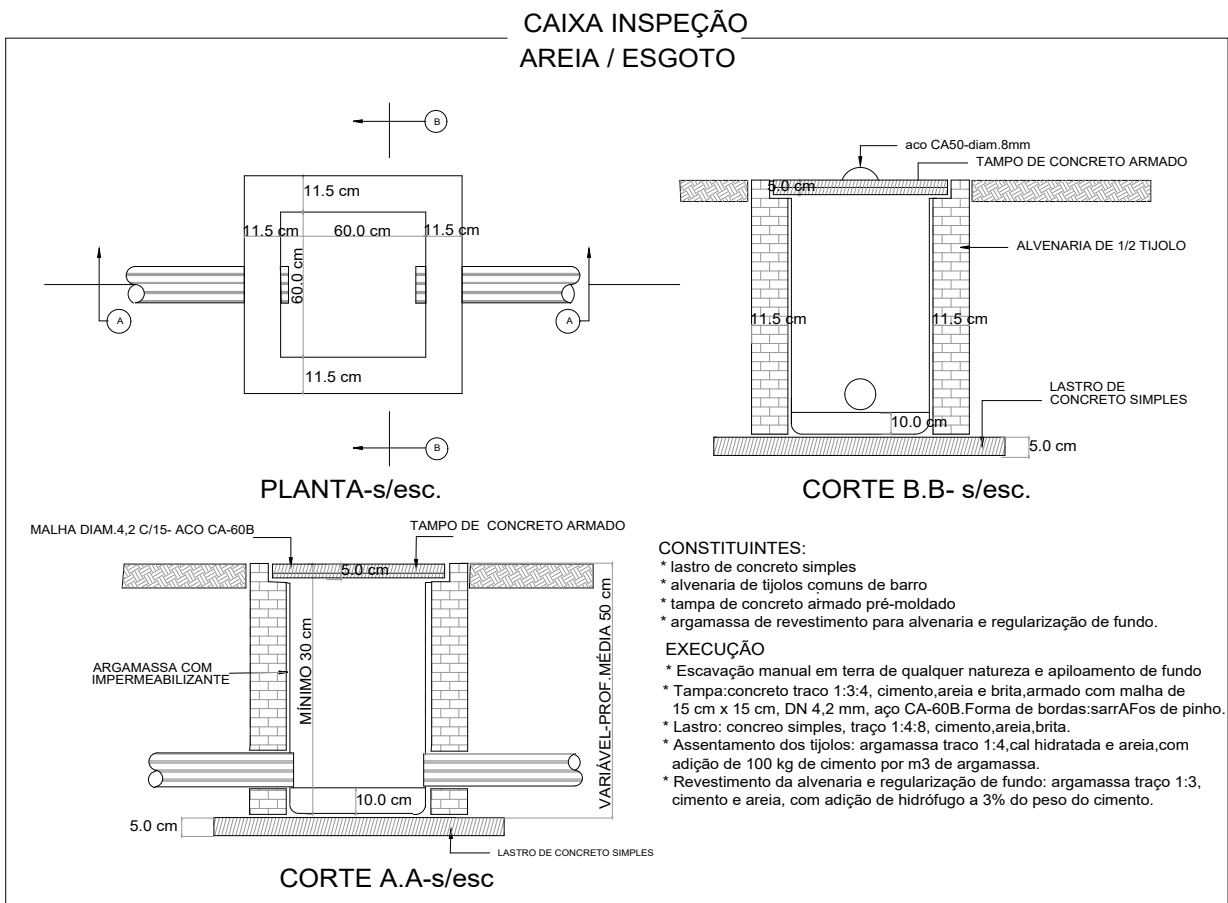 CAIXA INSPEÇÃO
AREIA / ESGOTO
B
11.5 cm
11.5 cm
60.0 cm
11.5 cm
60.0 cm
A
A
11.5 cm
B
PLANTA-s/esc.
aco CA50-diam.8mm
TAMPO DE CONCRETO ARMADO
5.0 cm
ALVENARIA DE 1/2 TIJOLO
11.5 cm
11.5 cm
LASTRO DE
CONCRETO SIMPLES
10.0 cm
5.0 cm
CORTE B.B- s/esc.
MALHA DIAM.4,2 C/15- ACO CA-60B
TAMPO DE CONCRETO ARMADO
5.0 cm
ARGAMASSA COM
IMPERMEABILIZANTE
MÍNIMO 30 cm
VARIÁVEL-PROF.MÉDIA 50 cm
10.0 cm
5.0 cm
LASTRO DE CONCRETO SIMPLES
CORTE A.A-s/esc
CONSTITUINTES:
* lastro de concreto simples
* alvenaria de tijolos comuns de barro
* tampa de concreto armado pré-moldado
* argamassa de revestimento para alvenaria e regularização de fundo.
EXECUÇÃO
* Escavação manual em terra de qualquer natureza e apiloamento de fundo
* Tampa:concreto traco 1:3:4, cimento,areia e brita,armado com malha de
15 cm x 15 cm, DN 4,2 mm, aço CA-60B.Forma de bordas:sarrAFos de pinho.
* Lastro: concreo simples, traço 1:4:8, cimento,areia,brita.
* Assentamento dos tijolos: argamassa traco 1:4,cal hidratada e areia,com
adição de 100 kg de cimento por m3 de argamassa.
* Revestimento da alvenaria e regularização de fundo: argamassa traço 1:3,
cimento e areia, com adição de hidrófugo a 3% do peso do cimento.